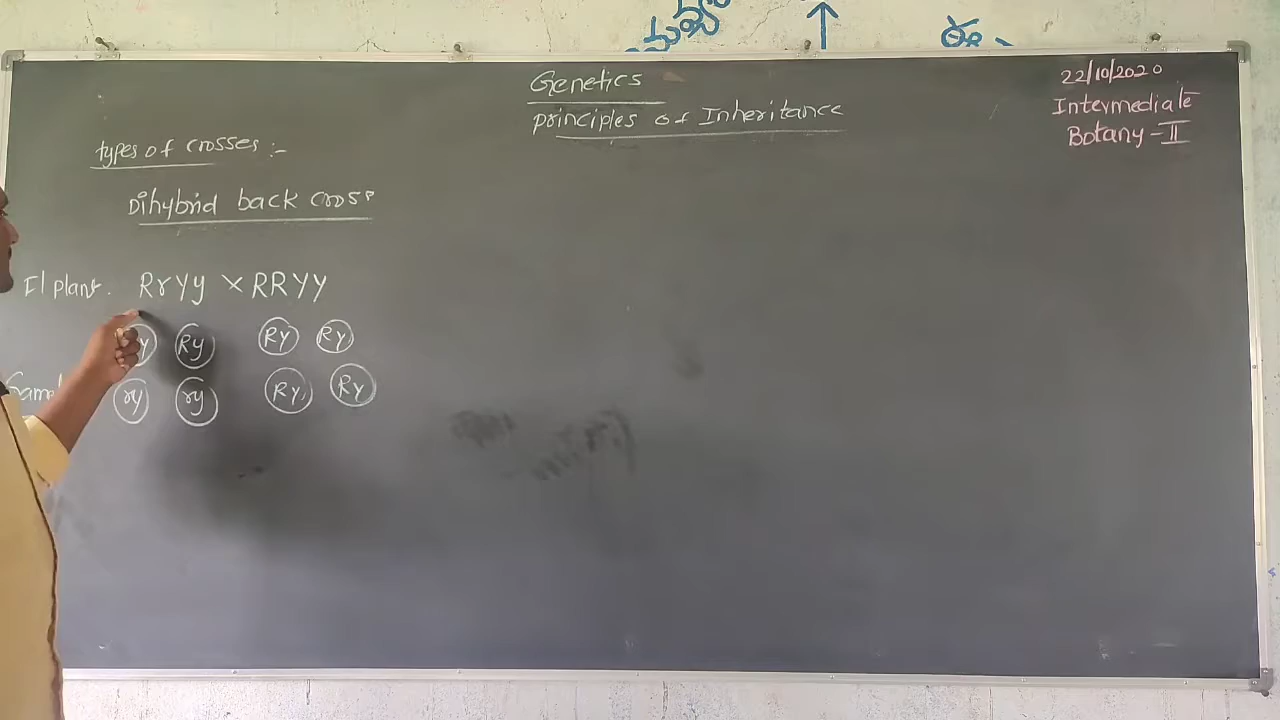 Genetics
principles of Inheritance
22/10/2020
Intermediate
Botany-II
types of crosses :-
Dihybrid back cross
F1 plant. RrYy × RRYY
Ry RY RY
ry ry RY RY